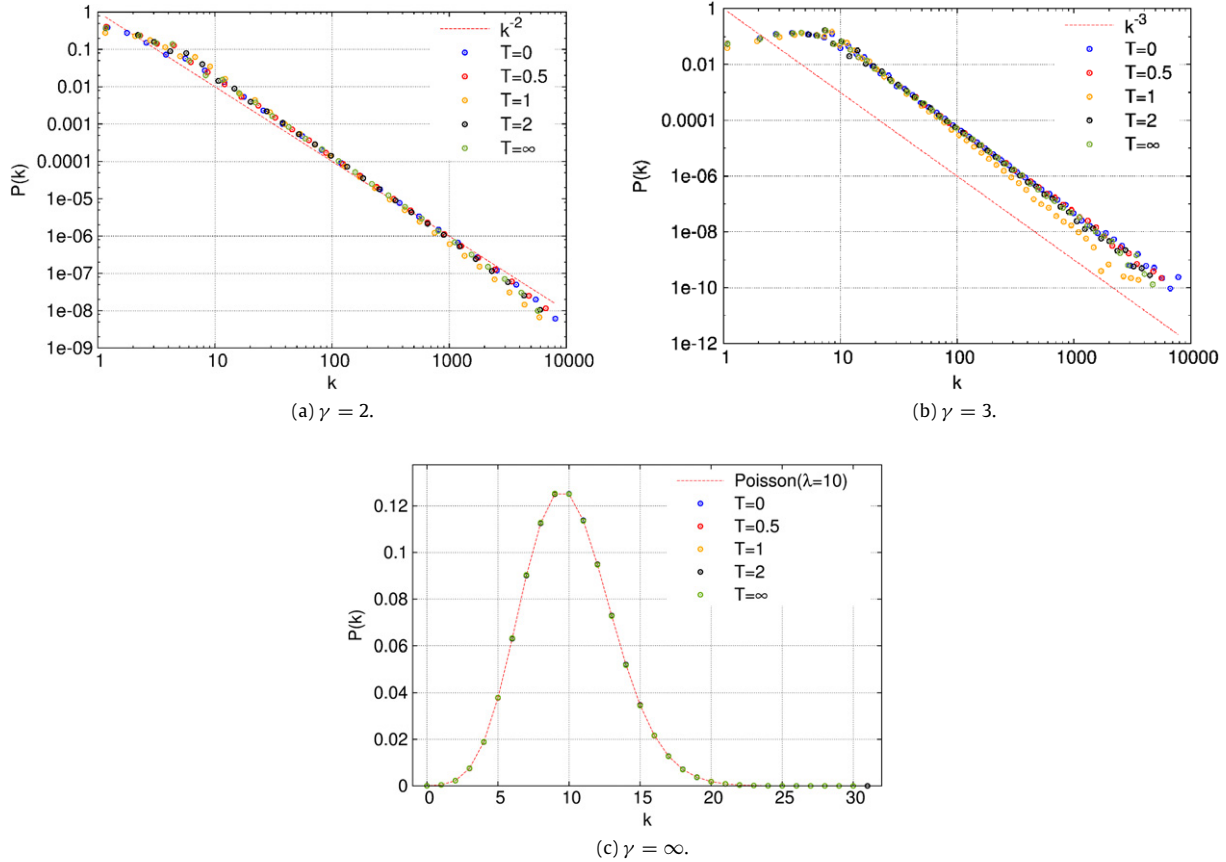 1
0.1
0.01
0.001
0.0001
1e-05
1e-06
1e-07
1e-08
1e-09
P(k)
1 10 100 1000 10000
k
k-2
T=0
T=0.5
T=1
T=2
T=∞
(a) γ = 2.
1
0.01
0.0001
1e-06
1e-08
1e-10
1e-12
P(k)
1 10 100 1000 10000
k
k-3
T=0
T=0.5
T=1
T=2
T=∞
(b) γ = 3.
0.12
0.1
0.08
0.06
0.04
0.02
0
P(k)
0 5 10 15 20 25 30
k
Poisson(λ=10)
T=0
T=0.5
T=1
T=2
T=∞
(c) γ = ∞.